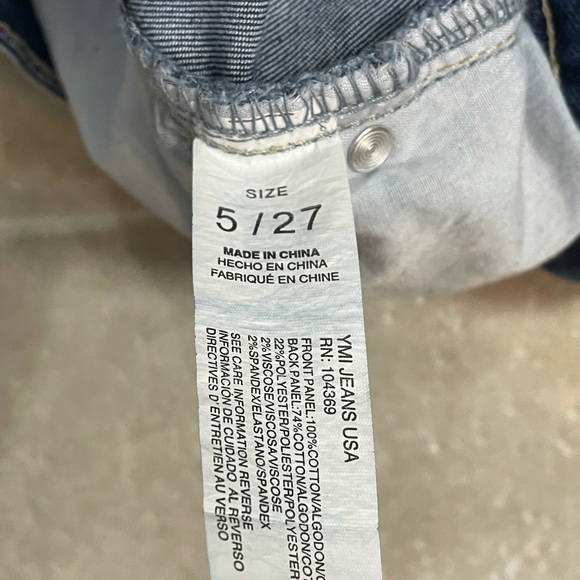 SIZE
5 / 27
MADE IN CHINA
HECHO EN CHINA
FABRIQUÉ EN CHINE
YMI JEANS USA
RN: 104369
FRONT PANEL:100%COTTON/ALGODON/CO
BACK PANEL:74%COTTON/ALGODON/COT
22%POLYESTER/POLIESTER/POLYESTER
2%VISCOSE/VISCOSA/VISCOSE
2%SPANDEX/ELASTANO/SPANDEX
SEE CARE INFORMATION REVERSE
INFORMACIÓN DE CUIDADO AL REVERSO
DIRECTIVES D'ENTRETIEN AU VERSO